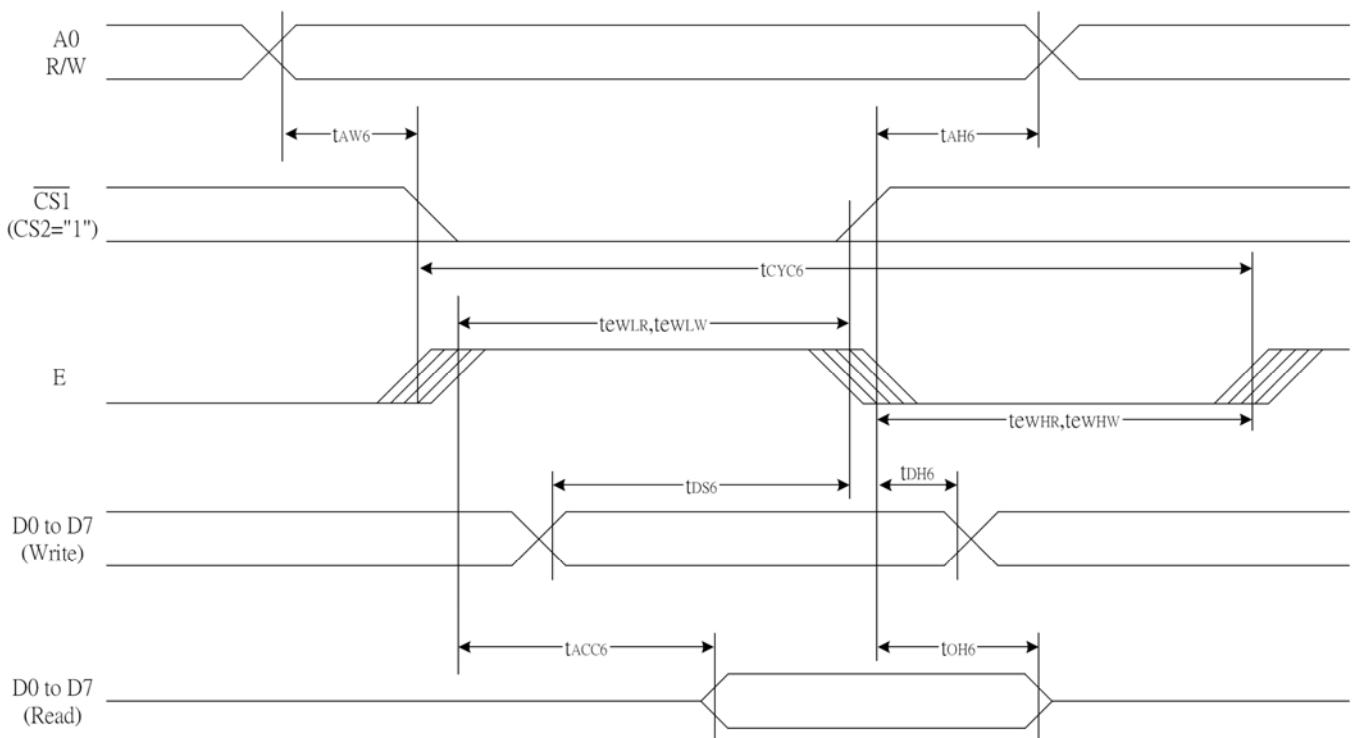 A0
R/W
tAW6
tAH6
CS1
(CS2="1")
tCYC6
tEWLR,tEWLW
E
tEWHR,tEWHW
tDS6
tDH6
D0 to D7
(Write)
tACC6
tOH6
D0 to D7
(Read)